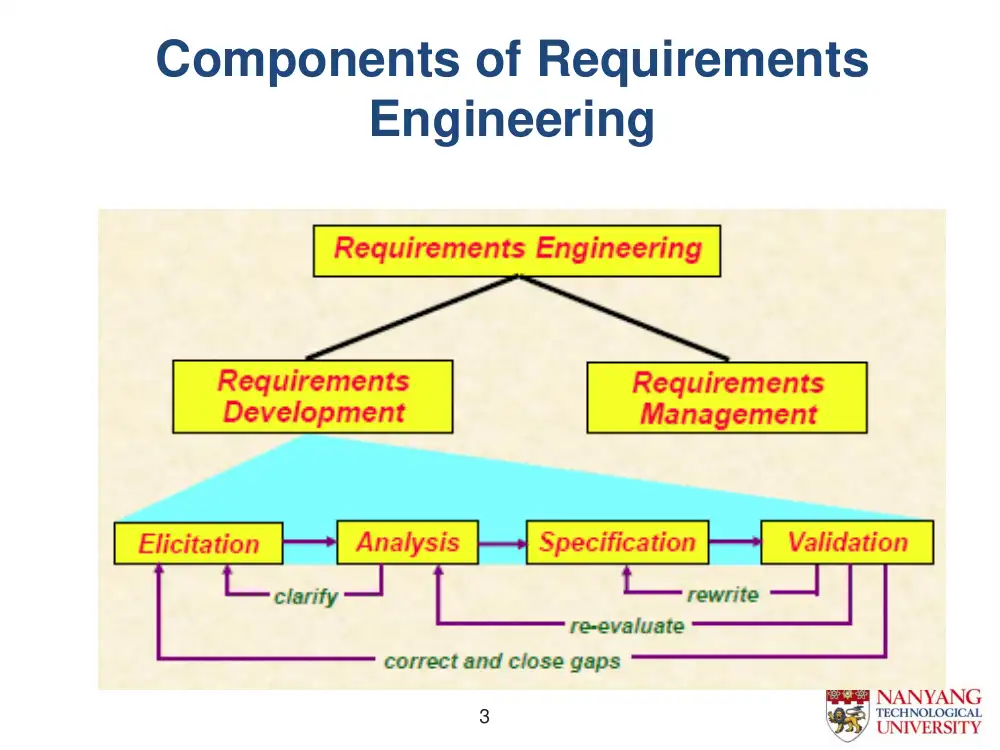 Components of Requirements
Engineering
Requirements Engineering
Requirements
Development
Requirements
Management
Elicitation
Analysis
Specification
Validation
clarify
rewrite
re-evaluate
correct and close gaps
3
NANYANG
TECHNOLOGICAL
UNIVERSITY